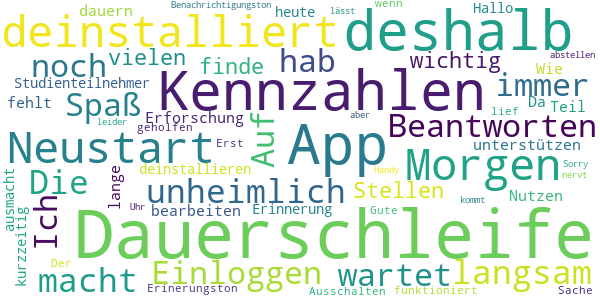 dauern Benachrichtigungston heute lässt wenn Hallo
deinstalliert deshalb
noch vielen finde hab wichtig abstellen Wie
Studienteilnehmer Kennzahlen immer
fehlt Spaß Erforschung Auf lief Da Teil
leider geholfen aber Beantworten
Neustart Erst App unterstützen
deinstallieren Handy Morgen Sorry nervt
Die lange unheimlich Stellen Nutzen
ausmacht kurzzeitig Ich Uhr bearbeiten Erinnerung Gute kommt
Dauerschleife
Der macht Einloggen wartet langsam
Erinerungston Ausschalten funktioniert Sache